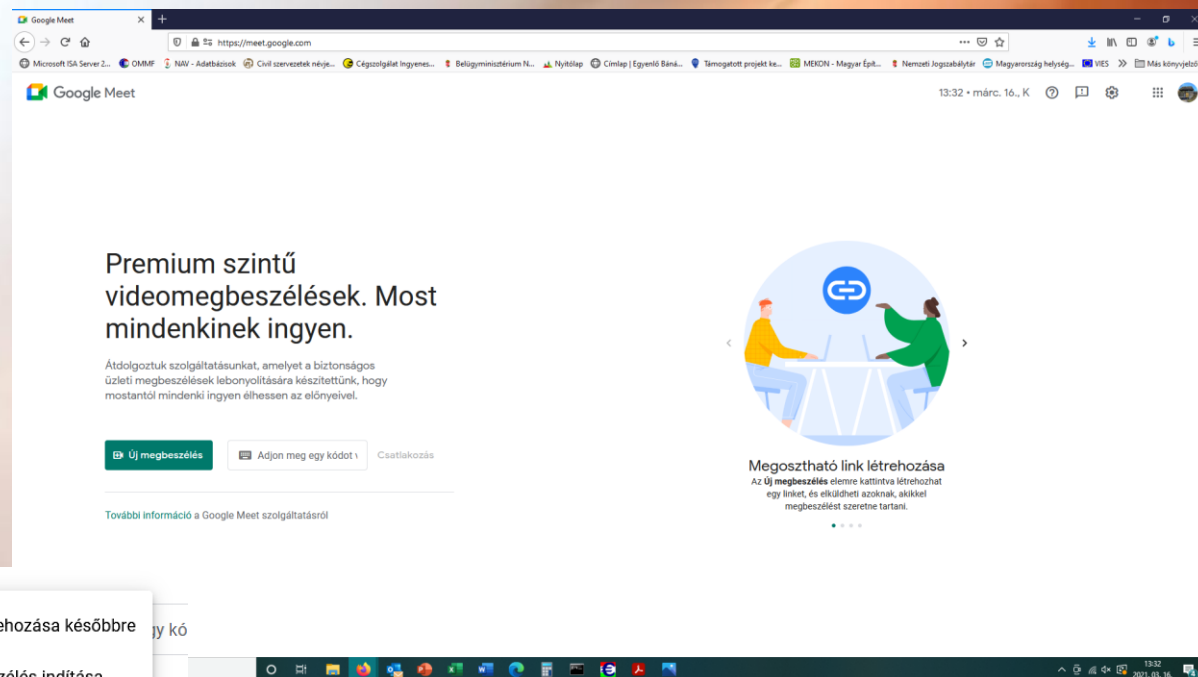 Google Meet
https://meet.google.com
Microsoft ISA Server 2... OMMF NAV - Adatbázisok Civil szervezetek névje... Cégszolgálat Ingyenes... Belügyminisztérium N... Nyitólap Címlap | Egyenlő Báná... Támogatott projekt ke... MEKON - Magyar Épít... Nemzeti Jogszabálytár Magyarország helység... VIES Más könyvjelző
Google Meet
13:32 • márc. 16., K
Premium szintű
videomegbeszélések. Most
mindenkinek ingyen.
Átdolgoztuk szolgáltatásunkat, amelyet a biztonságos
üzleti megbeszélések lebonyolítására készítettünk, hogy
mostantól mindenki ingyen élhessen az előnyeivel.
Új megbeszélés Adjon meg egy kódot Csatlakozás
További információ a Google Meet szolgáltatásról
Megosztható link létrehozása
Az Új megbeszélés elemre kattintva létrehozhat
egy linket, és elküldheti azoknak, akikkel
megbeszélést szeretne tartani.
ehozása későbbre
gy kó
zélés indítása
13:32
2021. 03. 16.